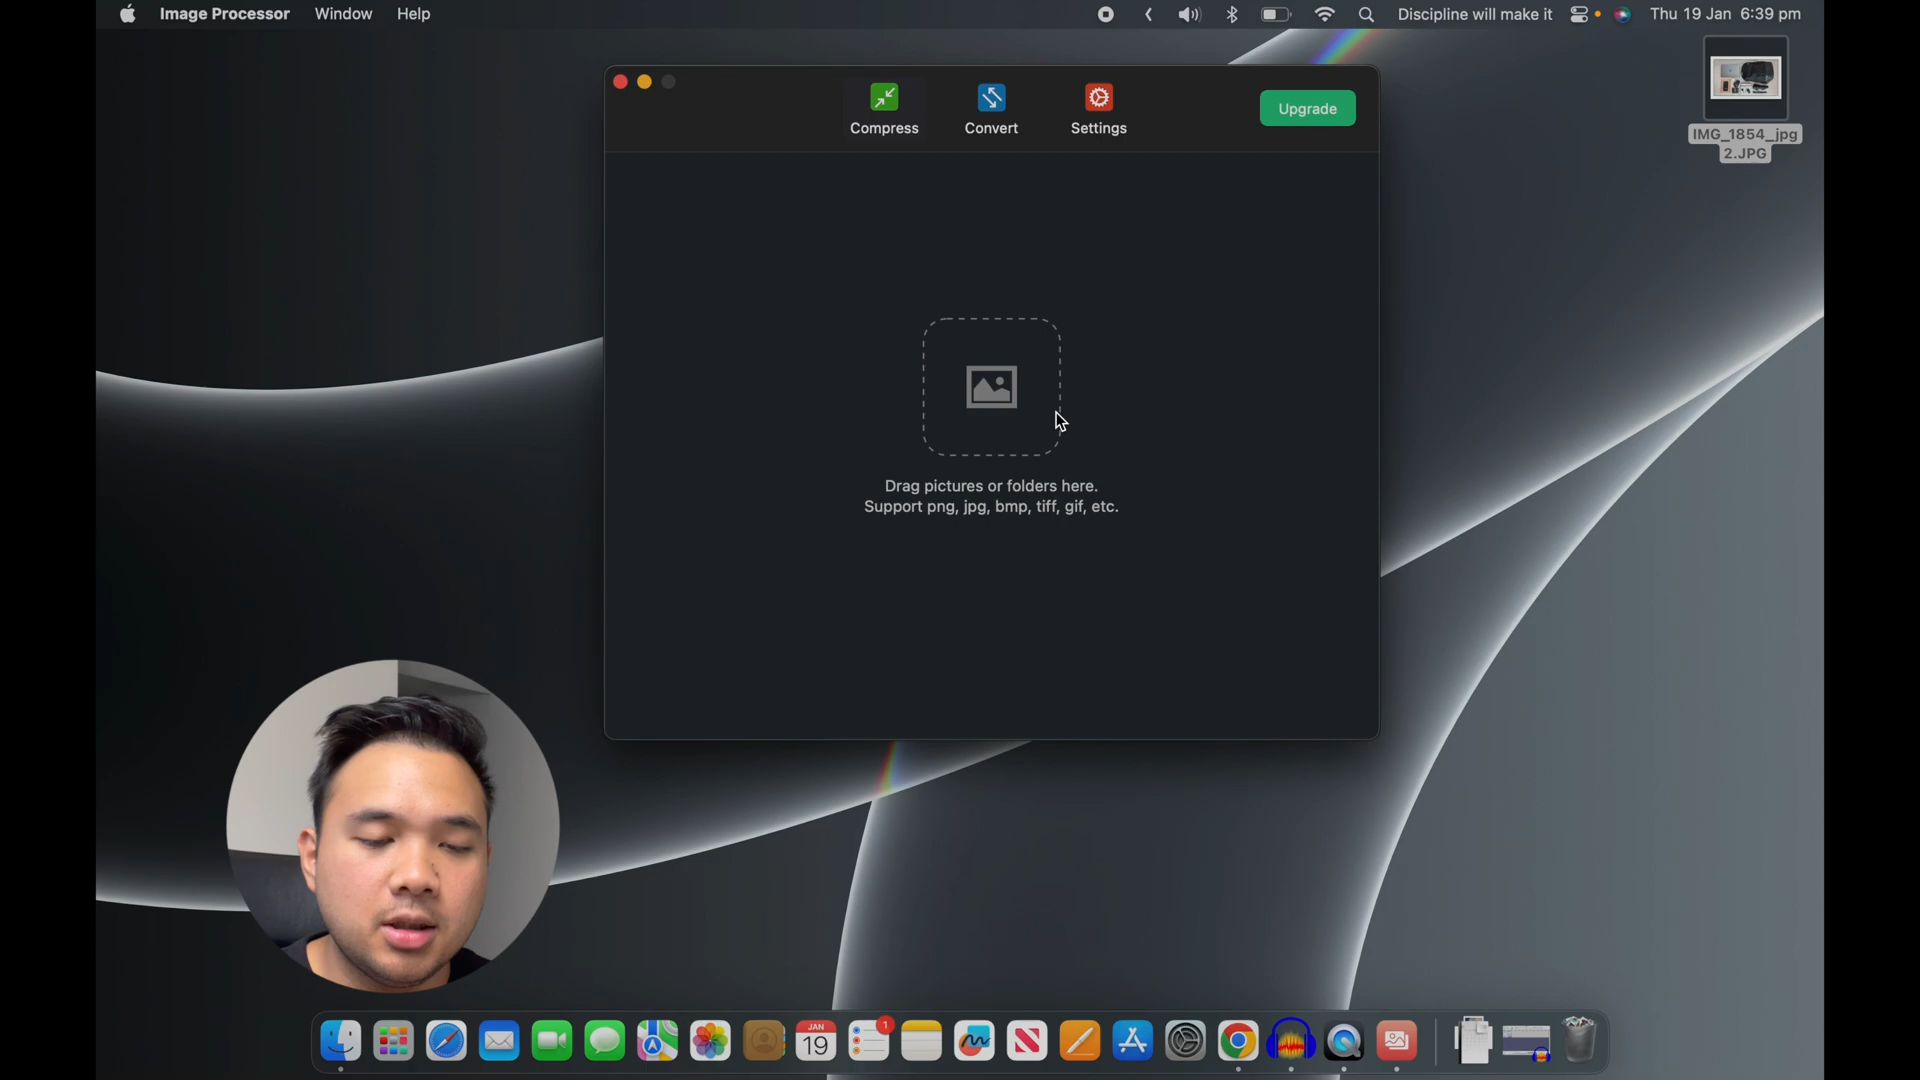 Image Processor Window Help
Discipline will make it Thu 19 Jan 6:39 pm
Compress Convert Settings Upgrade
IMG_1854_jpg
2.JPG
Drag pictures or folders here.
Support png, jpg, bmp, tiff, gif, etc.
JAN
19
1